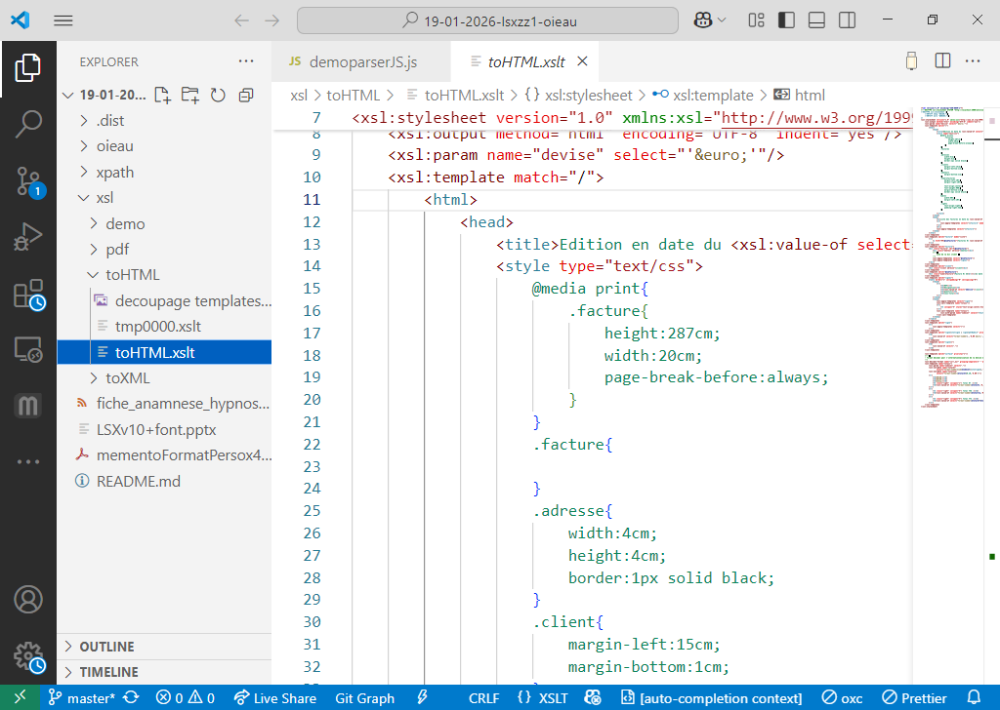 19-01-2026-lsxzz1-oieau
EXPLORER
JS demoparserJS.js
toHTML.xslt
19-01-20...
xsl > toHTML > toHTML.xslt > {} xsl:stylesheet > xsl:template > html
.dist
oieau
xpath
xsl
demo
pdf
toHTML
decoupage templates...
tmp0000.xslt
toHTML.xslt
toXML
fiche_anamnese_hypnos...
LSXv10+font.pptx
mementoFormatPersox4...
README.md
OUTLINE
TIMELINE
1
7 <xsl:stylesheet version="1.0" xmlns:xsl="http://www.w3.org/1999
8 <xsl:output method="html" encoding="UTF-8" indent="yes"/>
9 <xsl:param name="devise" select="'&euro;'"/>
10 <xsl:template match="/">
11 <html>
12 <head>
13 <title>Edition en date du <xsl:value-of select=
14 <style type="text/css">
15 @media print{
16 .facture{
17 height:287cm;
18 width:20cm;
19 page-break-before:always;
20 }
21 }
22 .facture{
23
24 }
25 .adresse{
26 width:4cm;
27 height:4cm;
28 border:1px solid black;
29 }
30 .client{
31 margin-left:15cm;
32 margin-bottom:1cm;
master* 0 0 Live Share Git Graph CRLF {} XSLT [auto-completion context] oxc Prettier